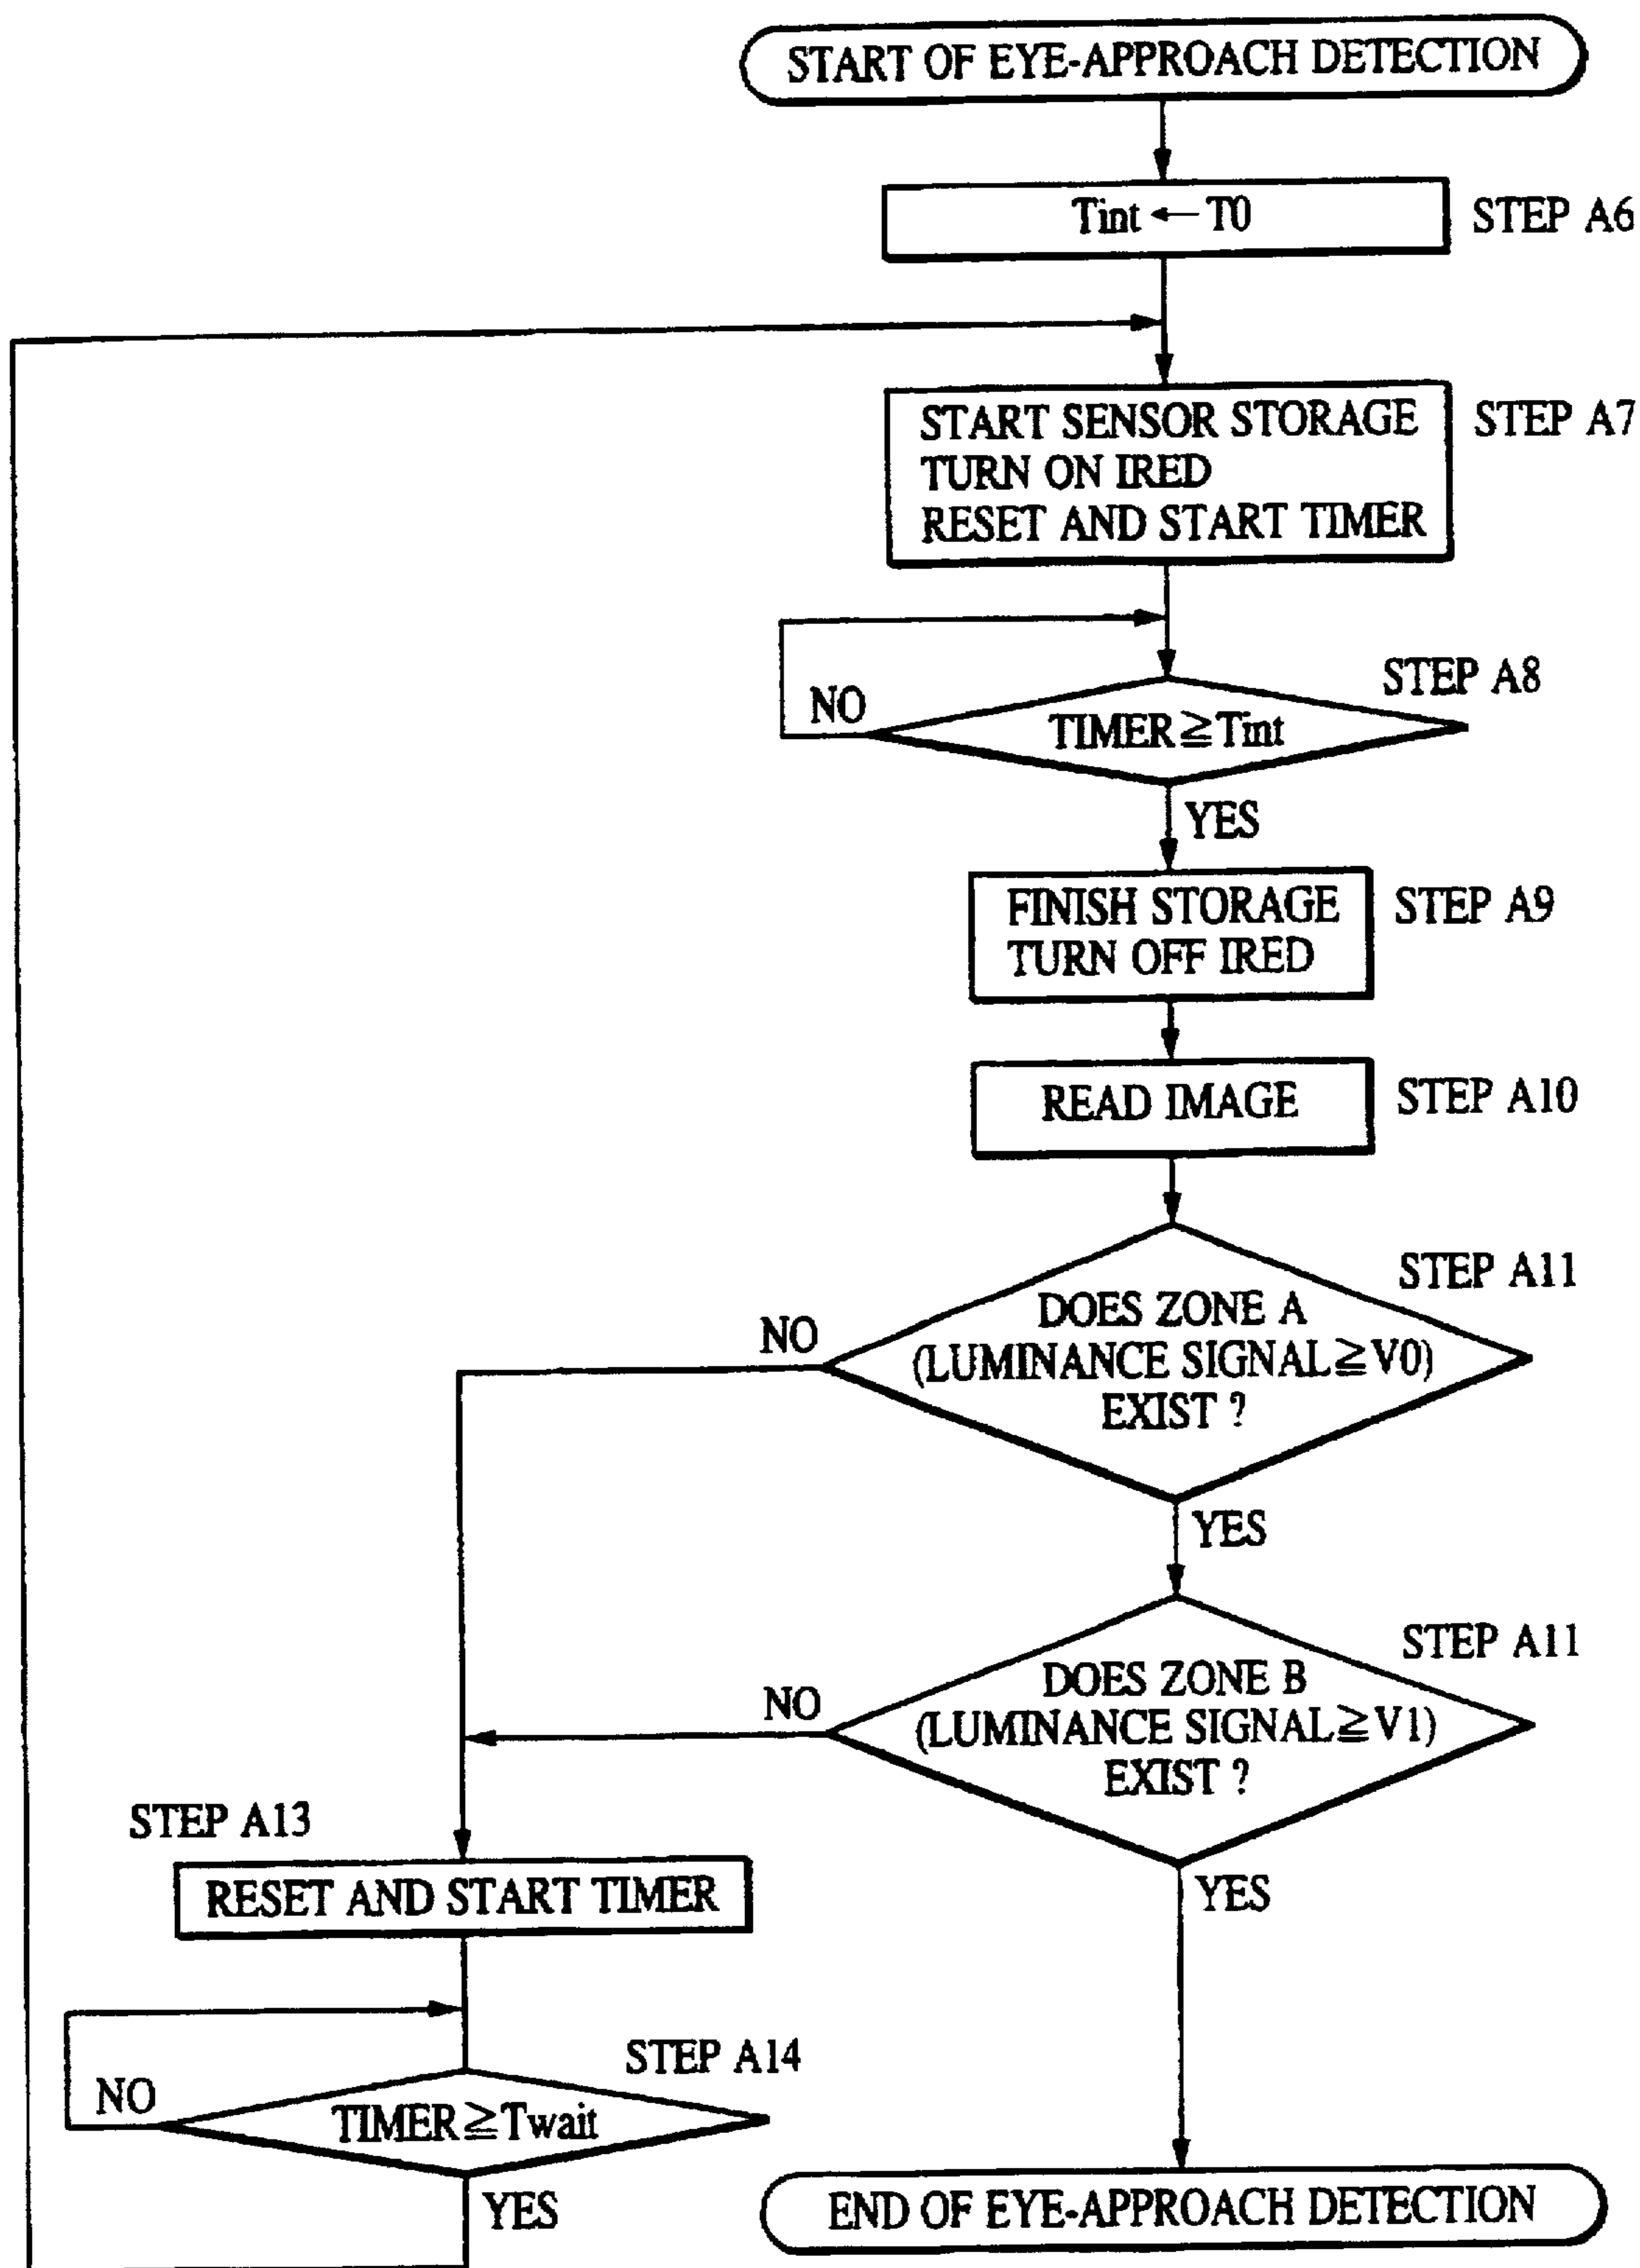 START OF EYE-APPROACH DETECTION
Tint ← T0
STEP A6
START SENSOR STORAGE
TURN ON IRED
RESET AND START TIMER
STEP A7
STEP A8
NO
TIMER≧Tint
YES
FINISH STORAGE
TURN OFF IRED
STEP A9
READ IMAGE
STEP A10
STEP A11
NO
DOES ZONE A
(LUMINANCE SIGNAL≧V0)
EXIST ?
YES
STEP A11
NO
DOES ZONE B
(LUMINANCE SIGNAL≧V1)
EXIST ?
YES
STEP A13
RESET AND START TIMER
STEP A14
NO
TIMER≧Twait
YES
END OF EYE-APPROACH DETECTION